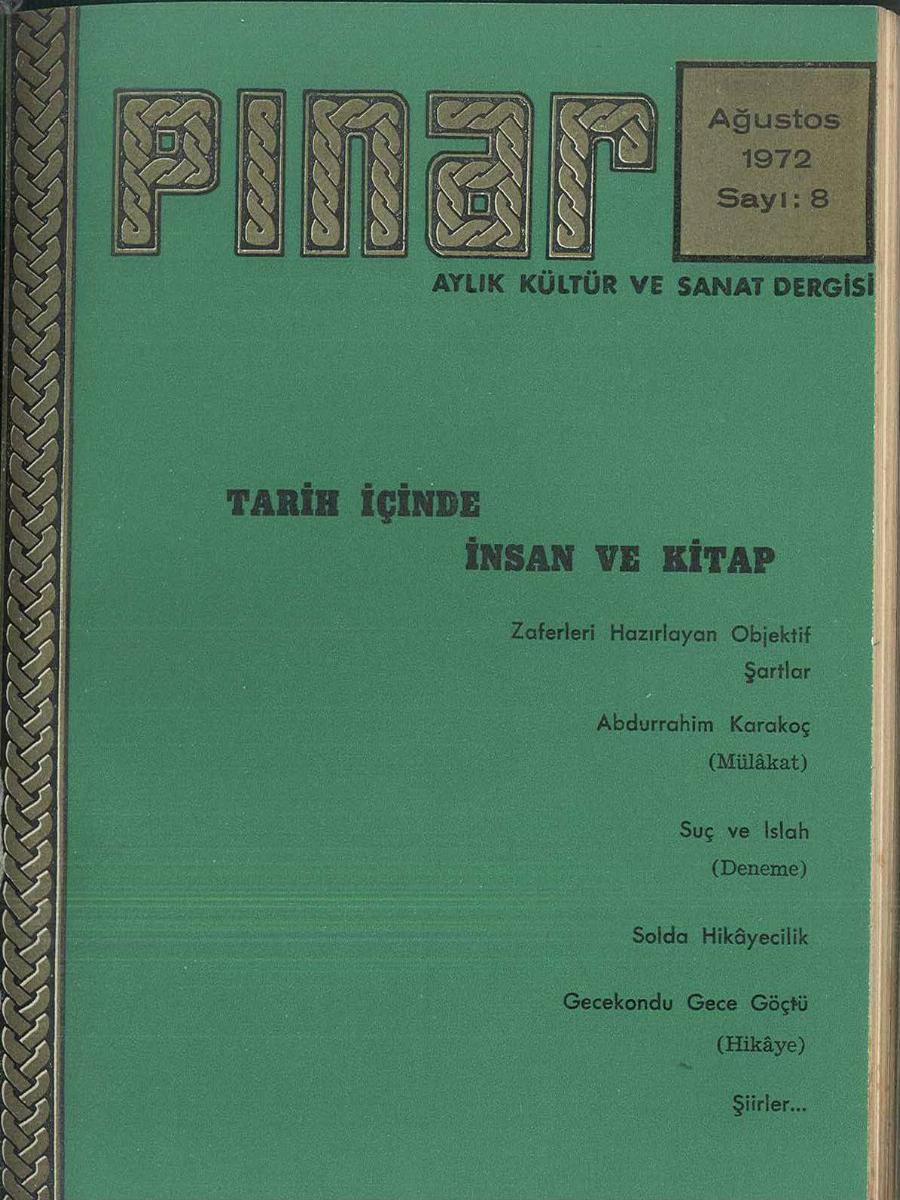 pınar
Ağustos
1972
Sayı: 8
AYLIK KÜLTÜR VE SANAT DERGİSİ
TARİH İÇİNDE
İNSAN VE KİTAP
Zaferleri Hazırlayan Objektif
Şartlar
Abdurrahim Karakoç
(Mülâkat)
Suç ve Islah
(Deneme)
Solda Hikâyecilik
Gecekondu Gece Göçtü
(Hikâye)
Şiirler...